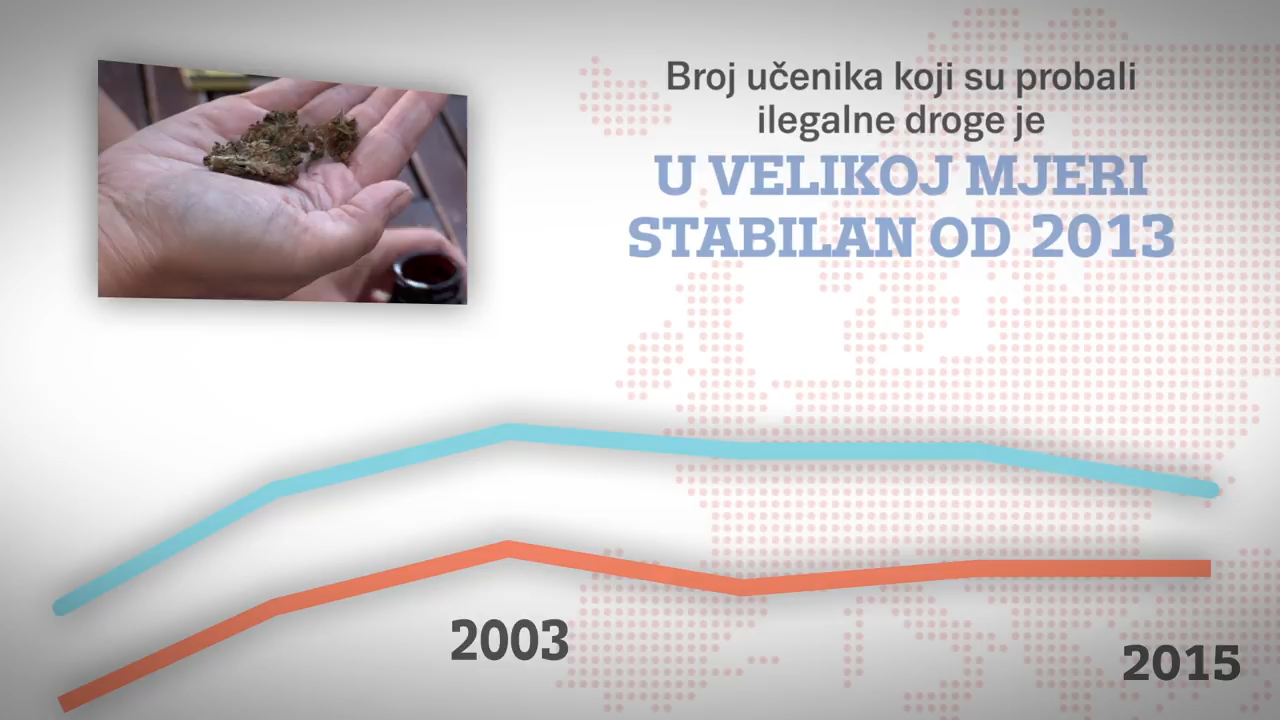 Broj učenika koji su probali
ilegalne droge je
U VELIKOJ MJERI
STABILAN OD 2013
2003
2015